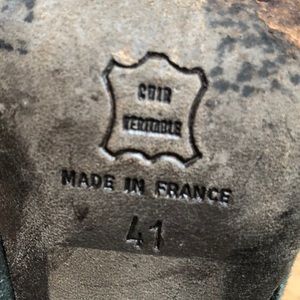 CUIR
VERITABLE
MADE IN FRANCE
41